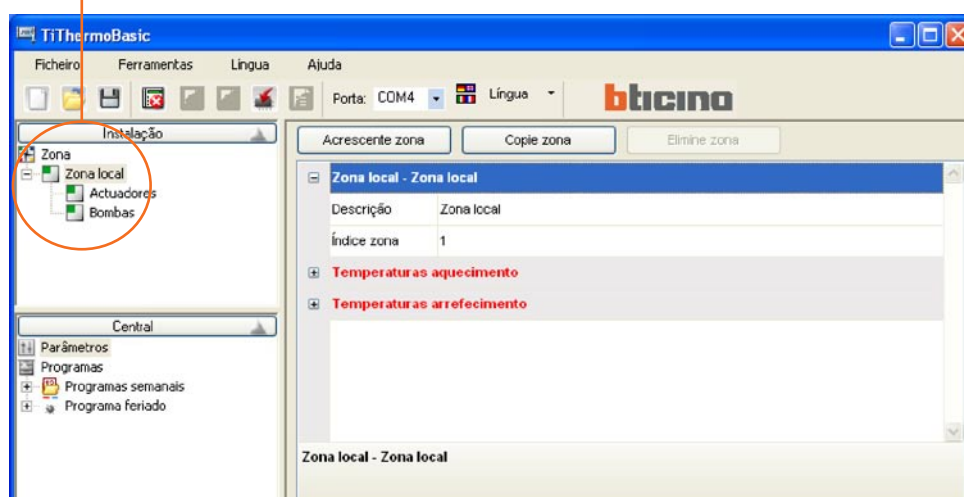 TiThermoBasic
Ficheiro Ferramentas Língua Ajuda
Porta: COM4 Língua bticino
Instalação
Zona
Zona local
Actuadores
Bombas
Acrescente zona Copie zona Elimine zona
Zona local - Zona local
Descrição Zona local
Índice zona 1
Temperaturas aquecimento
Temperaturas arrefecimento
Central
Parâmetros
Programas
Programas semanais
Programa feriado
Zona local - Zona local